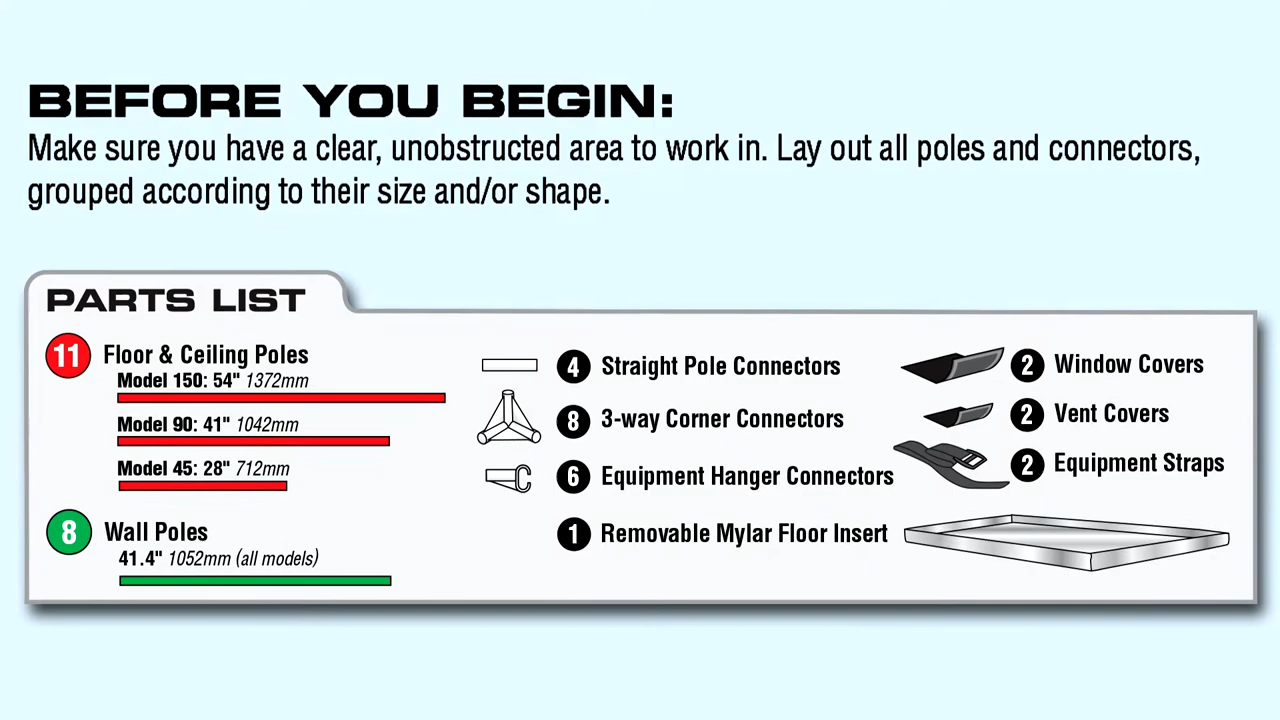 BEFORE YOU BEGIN:
Make sure you have a clear, unobstructed area to work in. Lay out all poles and connectors,
grouped according to their size and/or shape.
PARTS LIST
11 Floor & Ceiling Poles
Model 150: 54" 1372mm
Model 90: 41" 1042mm
Model 45: 28" 712mm
8 Wall Poles
41.4" 1052mm (all models)
4 Straight Pole Connectors
8 3-way Corner Connectors
6 Equipment Hanger Connectors
1 Removable Mylar Floor Insert
2 Window Covers
2 Vent Covers
2 Equipment Straps